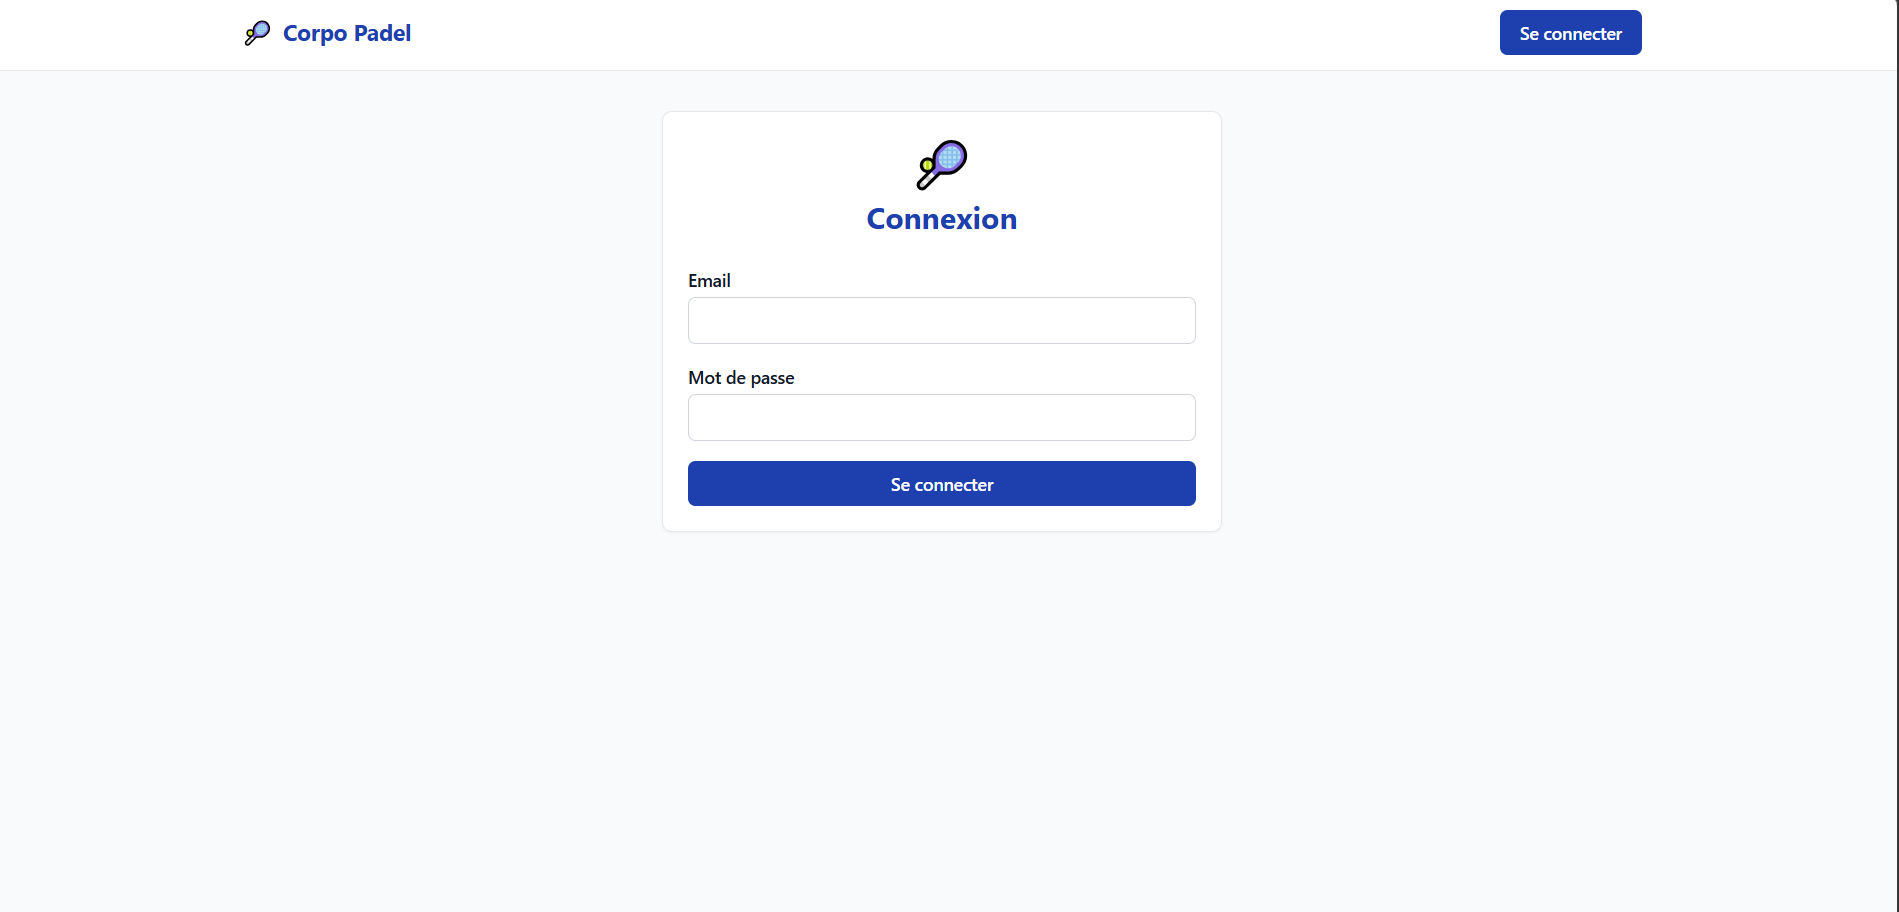 Corpo Padel
Se connecter
Connexion
Email
Mot de passe
Se connecter